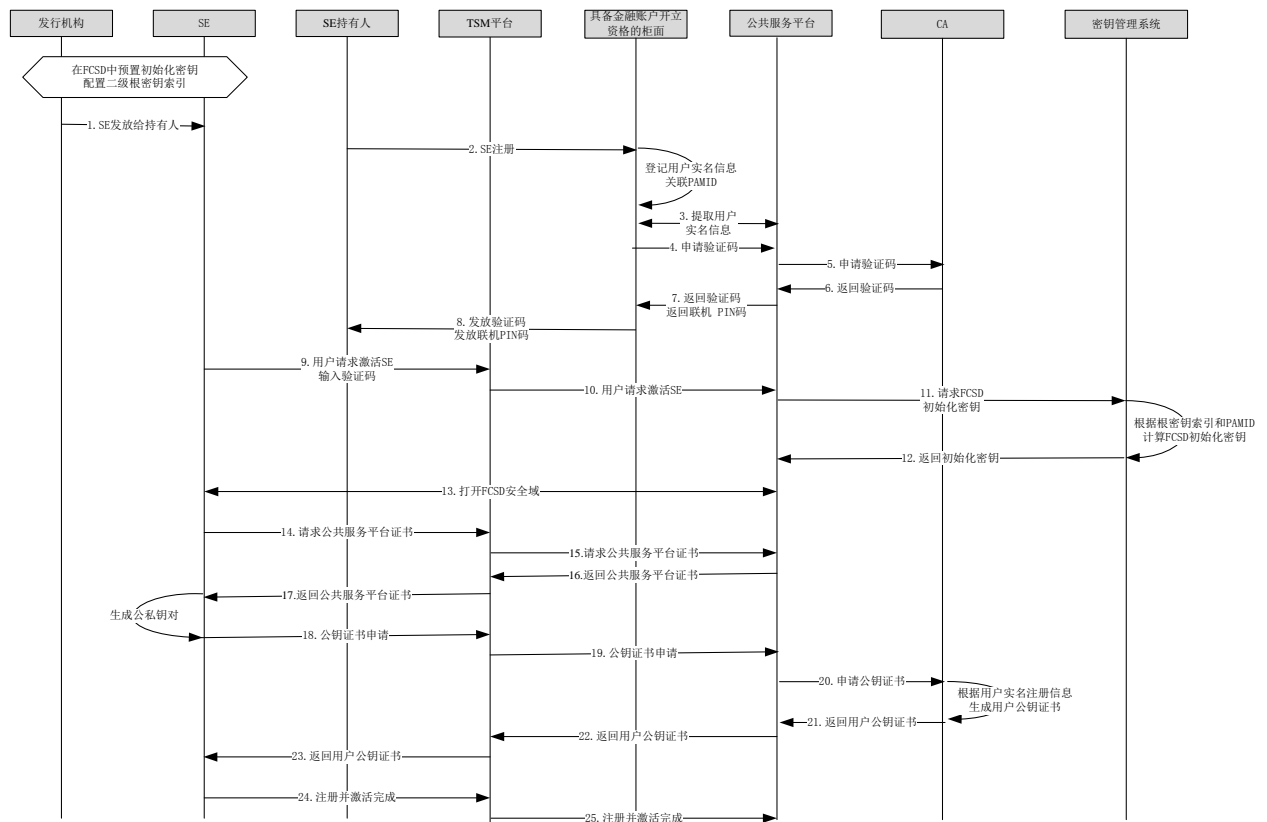 发行机构
SE
SE持有人
TSM平台
具备金融账户开立
资格的柜面
公共服务平台
CA
密钥管理系统
在FCSD中预置初始化密钥
配置二级根密钥索引
1.SE发放给持有人
2.SE注册
登记用户实名信息
关联PAMID
3.提取用户
实名信息
4.申请验证码
5.申请验证码
6.返回验证码
7.返回验证码
返回联机 PIN码
8.发放验证码
发放联机PIN码
9.用户请求激活SE
输入验证码
10.用户请求激活SE
11.请求FCSD
初始化密钥
根据根密钥索引和PAMID
计算FCSD初始化密钥
12.返回初始化密钥
13.打开FCSD安全域
14.请求公共服务平台证书
15.请求公共服务平台证书
16.返回公共服务平台证书
17.返回公共服务平台证书
生成公私钥对
18.公钥证书申请
19.公钥证书申请
20.申请公钥证书
根据用户实名注册信息
生成用户公钥证书
21.返回用户公钥证书
22.返回用户公钥证书
23.返回用户公钥证书
24.注册并激活完成
25.注册并激活完成